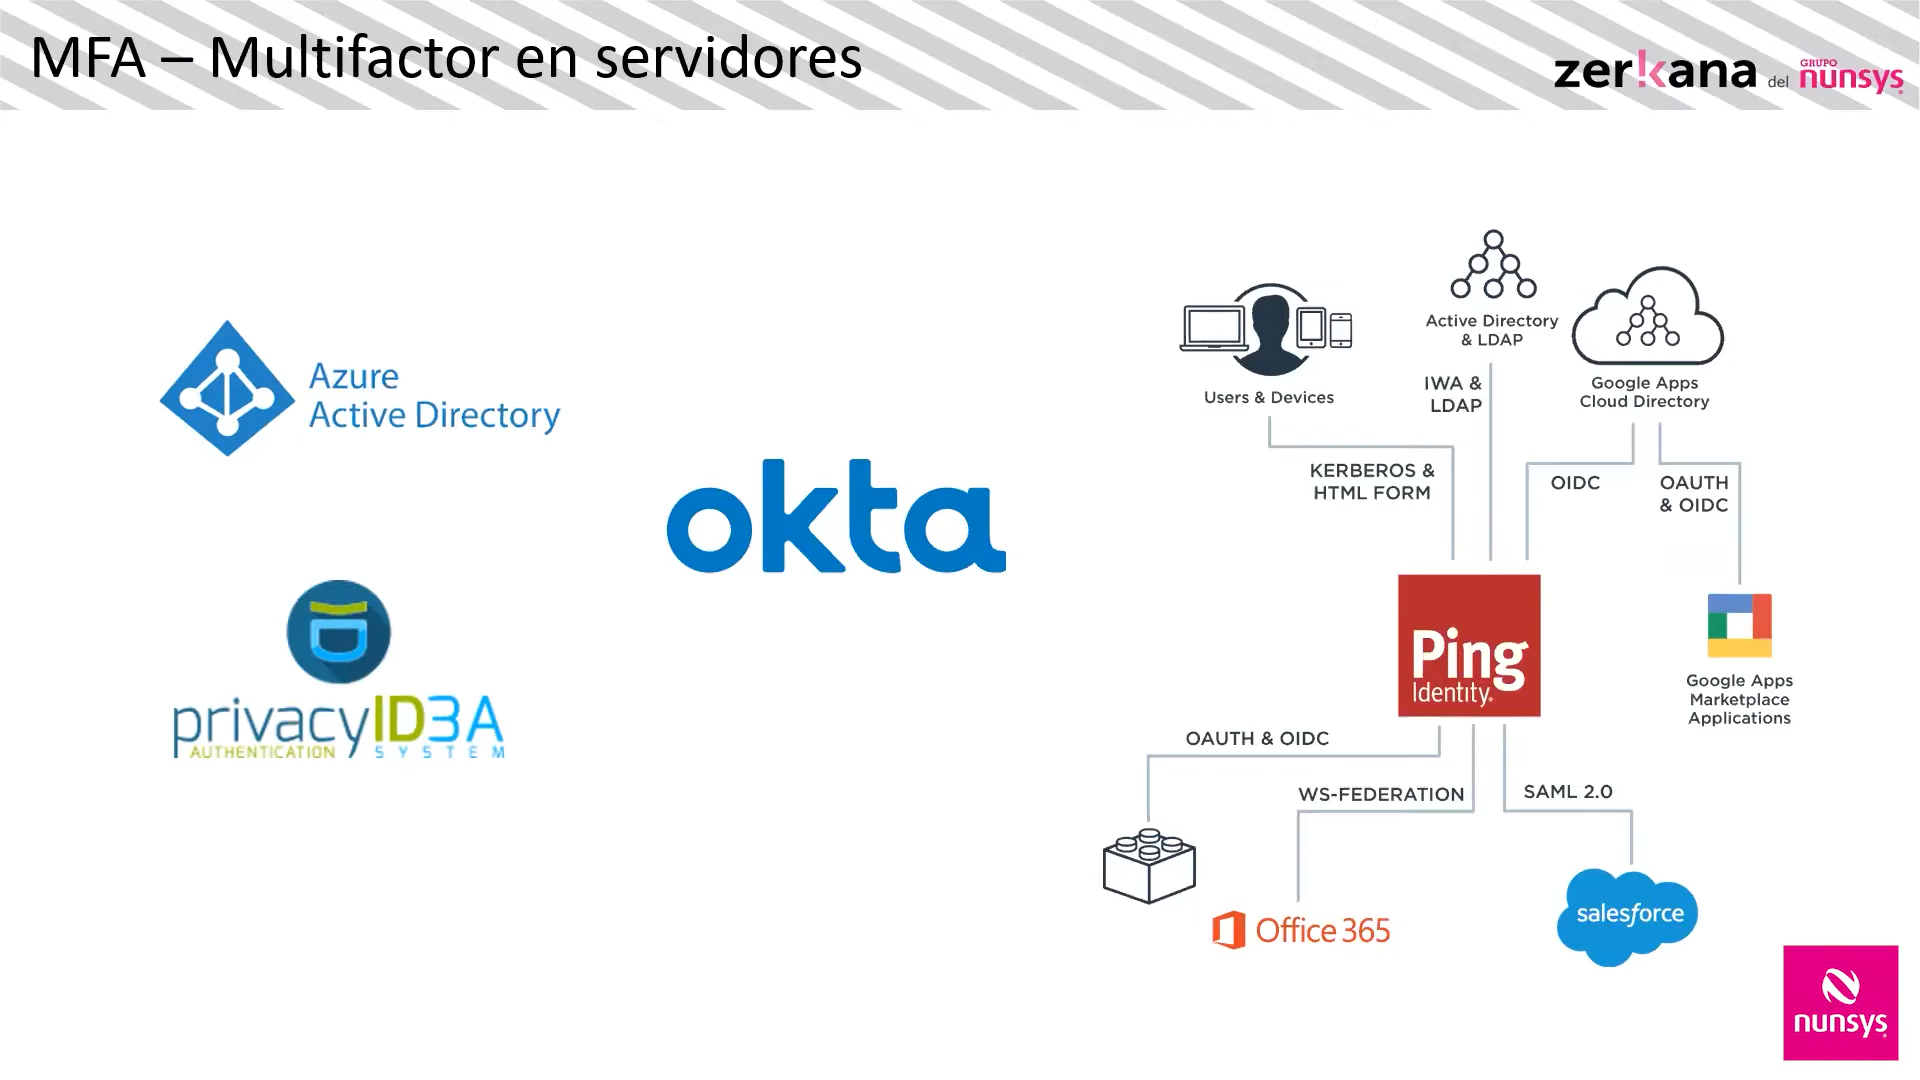 MFA – Multifactor en servidores
zer!kana del GRUPO nunsys
Azure
Active Directory
okta
privacyID3A
AUTHENTICATION SYSTEM
Users & Devices
Active Directory
& LDAP
Google Apps
Cloud Directory
IWA &
LDAP
KERBEROS &
HTML FORM
OIDC
OAUTH
& OIDC
Ping
Identity®
Google Apps
Marketplace
Applications
OAUTH & OIDC
WS-FEDERATION
SAML 2.0
Office 365
salesforce
nunsys